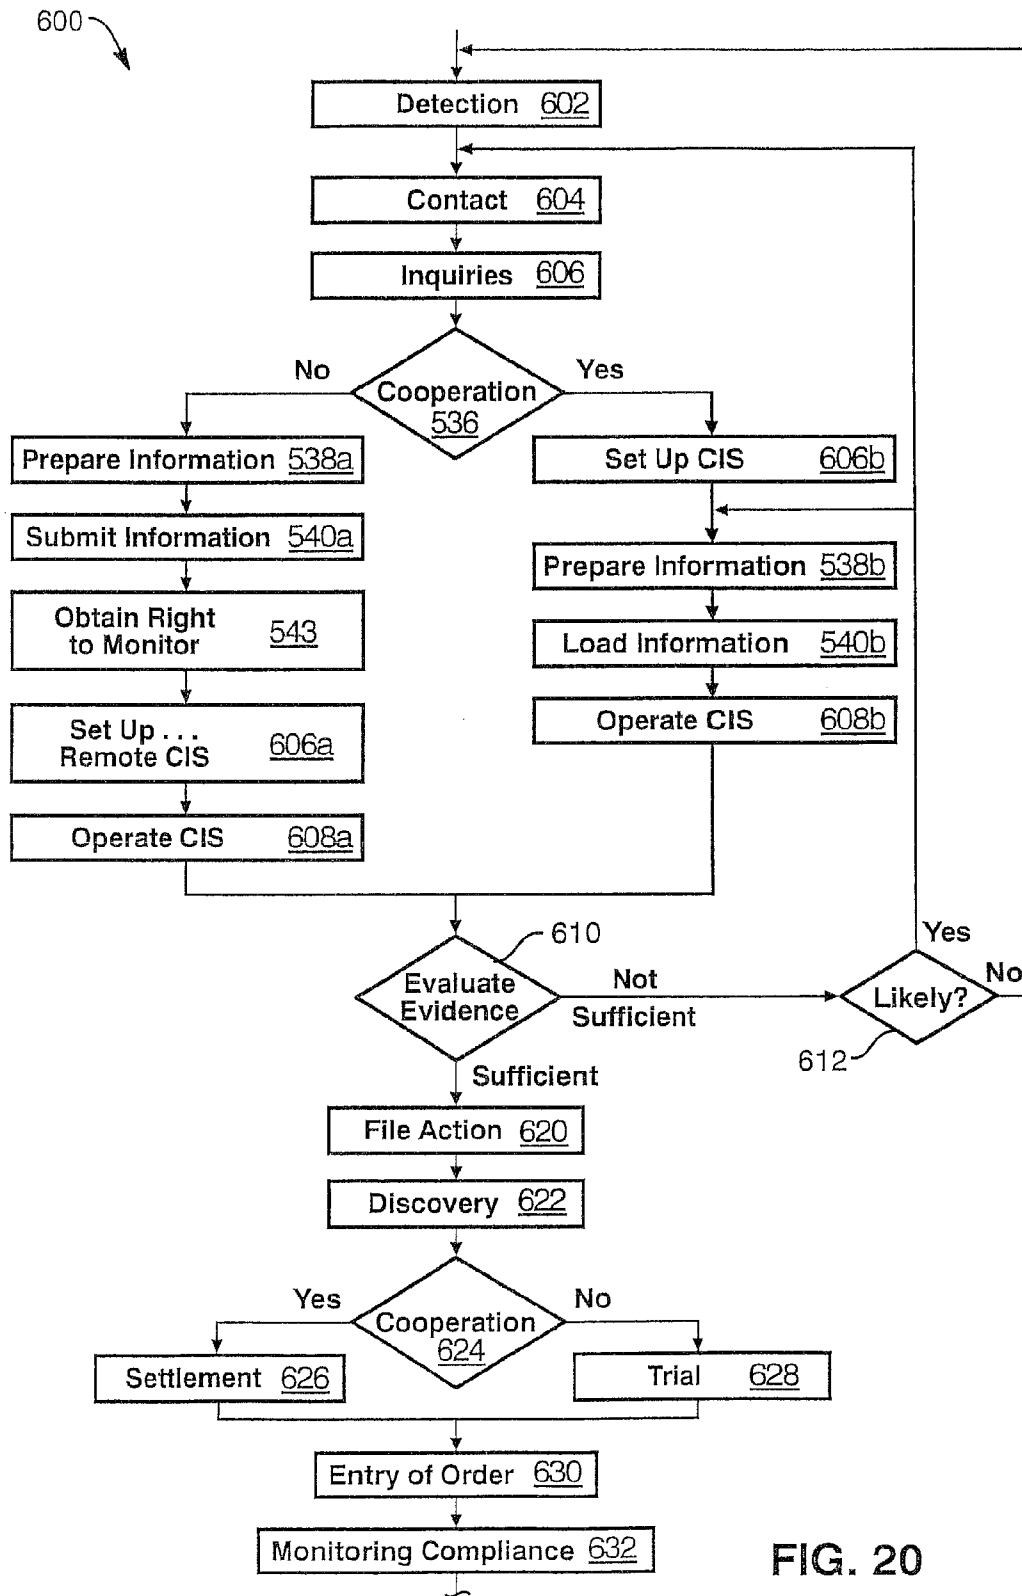 600
Detection 602
Contact 604
Inquiries 606
No
Yes
Cooperation
536
Prepare Information 538a
Set Up CIS 606b
Submit Information 540a
Prepare Information 538b
Obtain Right
to Monitor 543
Load Information 540b
Set Up . . .
Remote CIS 606a
Operate CIS 608b
Operate CIS 608a
610
Yes
Evaluate
Evidence
Not
Sufficient
Likely?
No
612
Sufficient
File Action 620
Discovery 622
Yes
No
Cooperation
624
Settlement 626
Trial 628
Entry of Order 630
Monitoring Compliance 632
FIG. 20